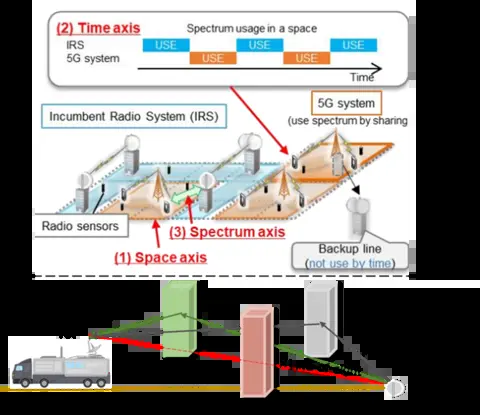 (2) Time axis
Spectrum usage in a space
IRS
USE
USE
USE
5G system
USE
USE
Time
Incumbent Radio System (IRS)
5G system
(use spectrum by sharing
Radio sensors
(3) Spectrum axis
(1) Space axis
Backup line
(not use by time)